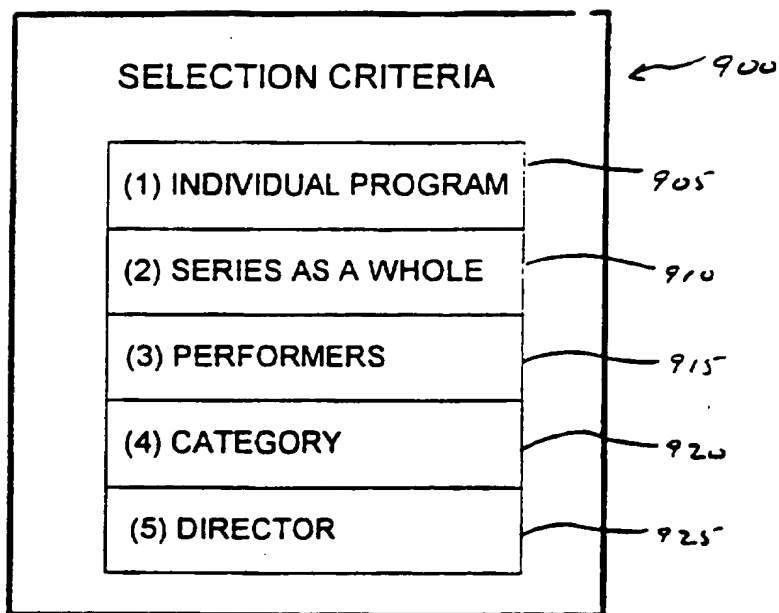 SELECTION CRITERIA
900
(1) INDIVIDUAL PROGRAM
905
(2) SERIES AS A WHOLE
910
(3) PERFORMERS
915
(4) CATEGORY
920
(5) DIRECTOR
925